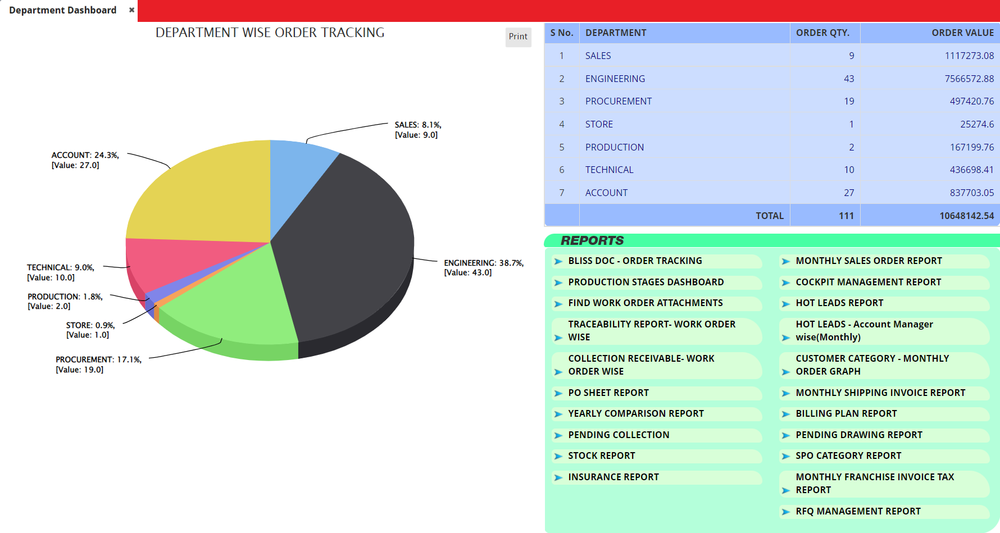 Department Dashboard ✖
DEPARTMENT WISE ORDER TRACKING
Print
SALES: 8.1%,
[Value: 9.0]
ACCOUNT: 24.3%,
[Value: 27.0]
ENGINEERING: 38.7%,
[Value: 43.0]
TECHNICAL: 9.0%,
[Value: 10.0]
PRODUCTION: 1.8%,
[Value: 2.0]
STORE: 0.9%,
[Value: 1.0]
PROCUREMENT: 17.1%,
[Value: 19.0]
S No. DEPARTMENT ORDER QTY. ORDER VALUE
1 SALES 9 1117273.08
2 ENGINEERING 43 7566572.88
3 PROCUREMENT 19 497420.76
4 STORE 1 25274.6
5 PRODUCTION 2 167199.76
6 TECHNICAL 10 436698.41
7 ACCOUNT 27 837703.05
TOTAL 111 10648142.54
REPORTS
BLISS DOC - ORDER TRACKING
PRODUCTION STAGES DASHBOARD
FIND WORK ORDER ATTACHMENTS
TRACEABILITY REPORT- WORK ORDER
WISE
COLLECTION RECEIVABLE- WORK
ORDER WISE
PO SHEET REPORT
YEARLY COMPARISON REPORT
PENDING COLLECTION
STOCK REPORT
INSURANCE REPORT
MONTHLY SALES ORDER REPORT
COCKPIT MANAGEMENT REPORT
HOT LEADS REPORT
HOT LEADS - Account Manager
wise(Monthly)
CUSTOMER CATEGORY - MONTHLY
ORDER GRAPH
MONTHLY SHIPPING INVOICE REPORT
BILLING PLAN REPORT
PENDING DRAWING REPORT
SPO CATEGORY REPORT
MONTHLY FRANCHISE INVOICE TAX
REPORT
RFQ MANAGEMENT REPORT